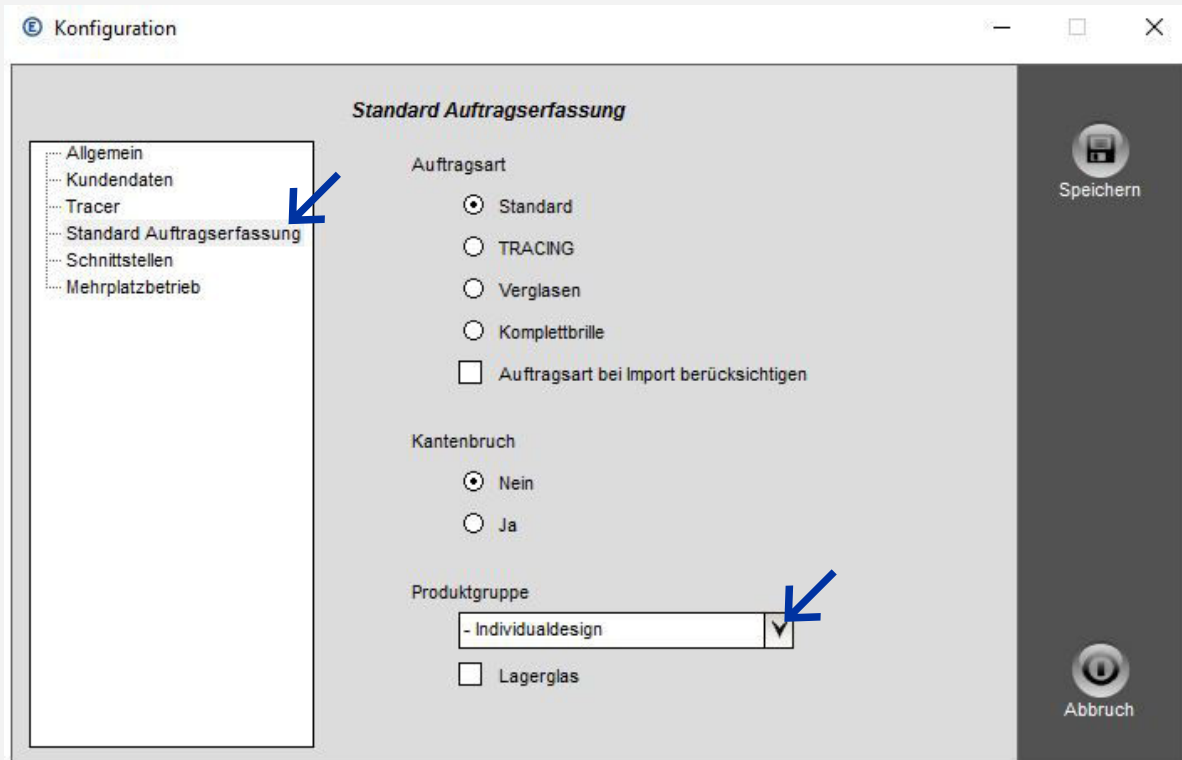 Konfiguration
Standard Auftragserfassung
Allgemein
Kundendaten
Tracer
Standard Auftragserfassung
Schnittstellen
Mehrplatzbetrieb
Auftragsart
Standard
TRACING
Verglasen
Komplettbrille
Auftragsart bei Import berücksichtigen
Kantenbruch
Nein
Ja
Produktgruppe
- Individualdesign
Lagerglas
Speichern
Abbruch